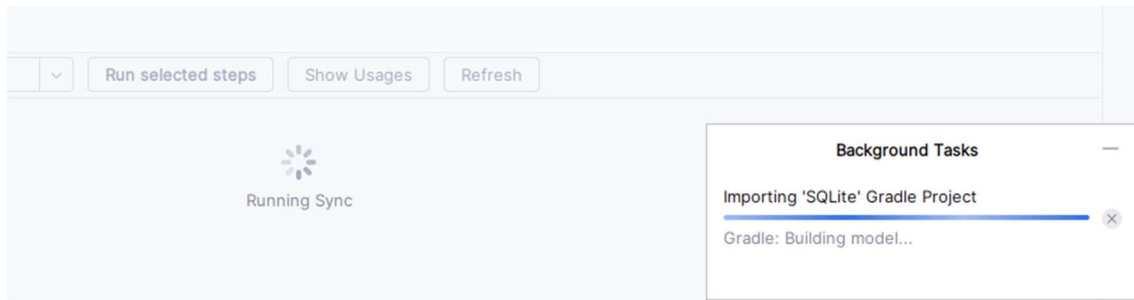 Run selected steps Show Usages Refresh
Running Sync
Background Tasks
Importing 'SQLite' Gradle Project
Gradle: Building model...